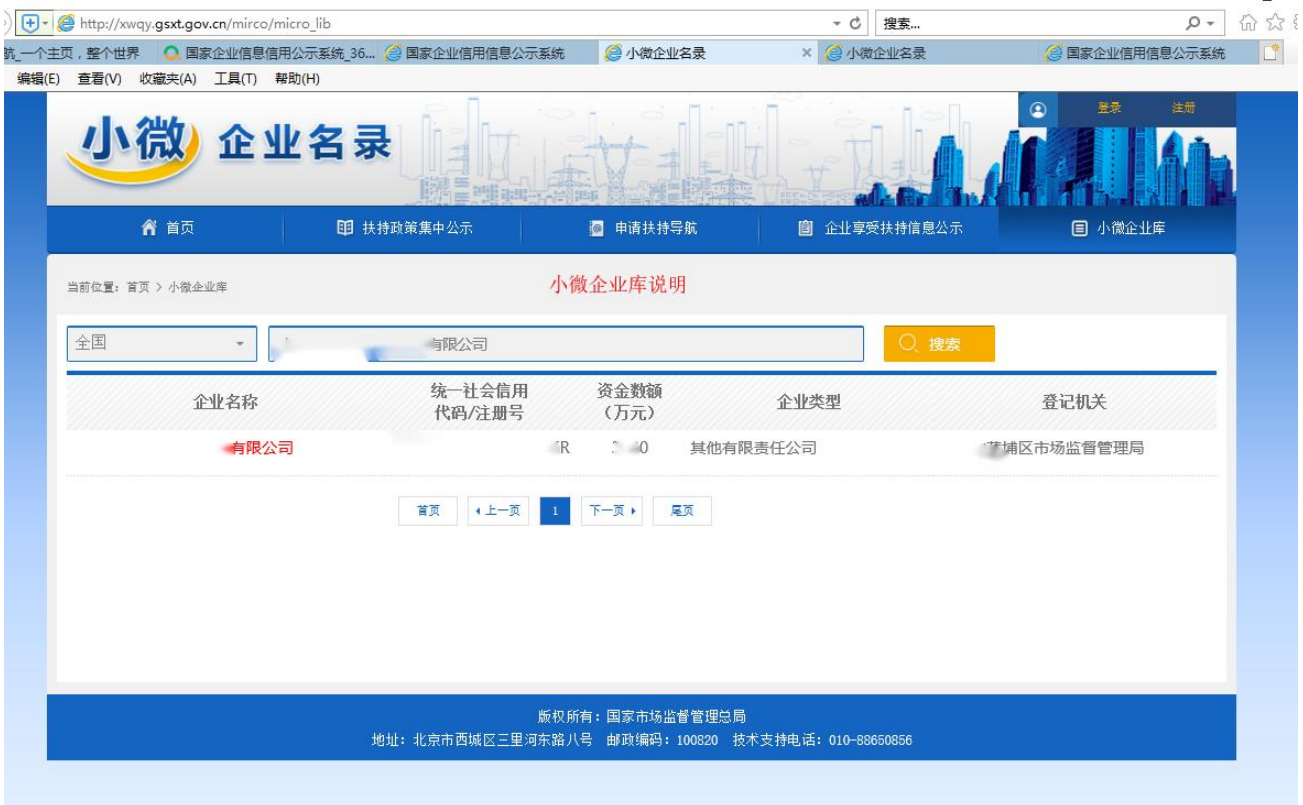 http://xwqy.gsxt.gov.cn/mirco/micro_lib
搜索...
航_一个主页，整个世界
国家企业信息信用公示系统_36...
国家企业信用信息公示系统
小微企业名录
小微企业名录
国家企业信用信息公示系统
编辑(E) 查看(V) 收藏夹(A) 工具(T) 帮助(H)
登录 注册
小微 企业名录
首页
扶持政策集中公示
申请扶持导航
企业享受扶持信息公示
小微企业库
当前位置：首页 > 小微企业库
小微企业库说明
全国
有限公司
搜索
企业名称
统一社会信用
代码/注册号
资金数额
（万元）
企业类型
登记机关
有限公司
R
0
其他有限责任公司
埔区市场监督管理局
首页
上一页
1
下一页
尾页
版权所有：国家市场监督管理总局
地址：北京市西城区三里河东路八号 邮政编码：100820 技术支持电话：010-88650856